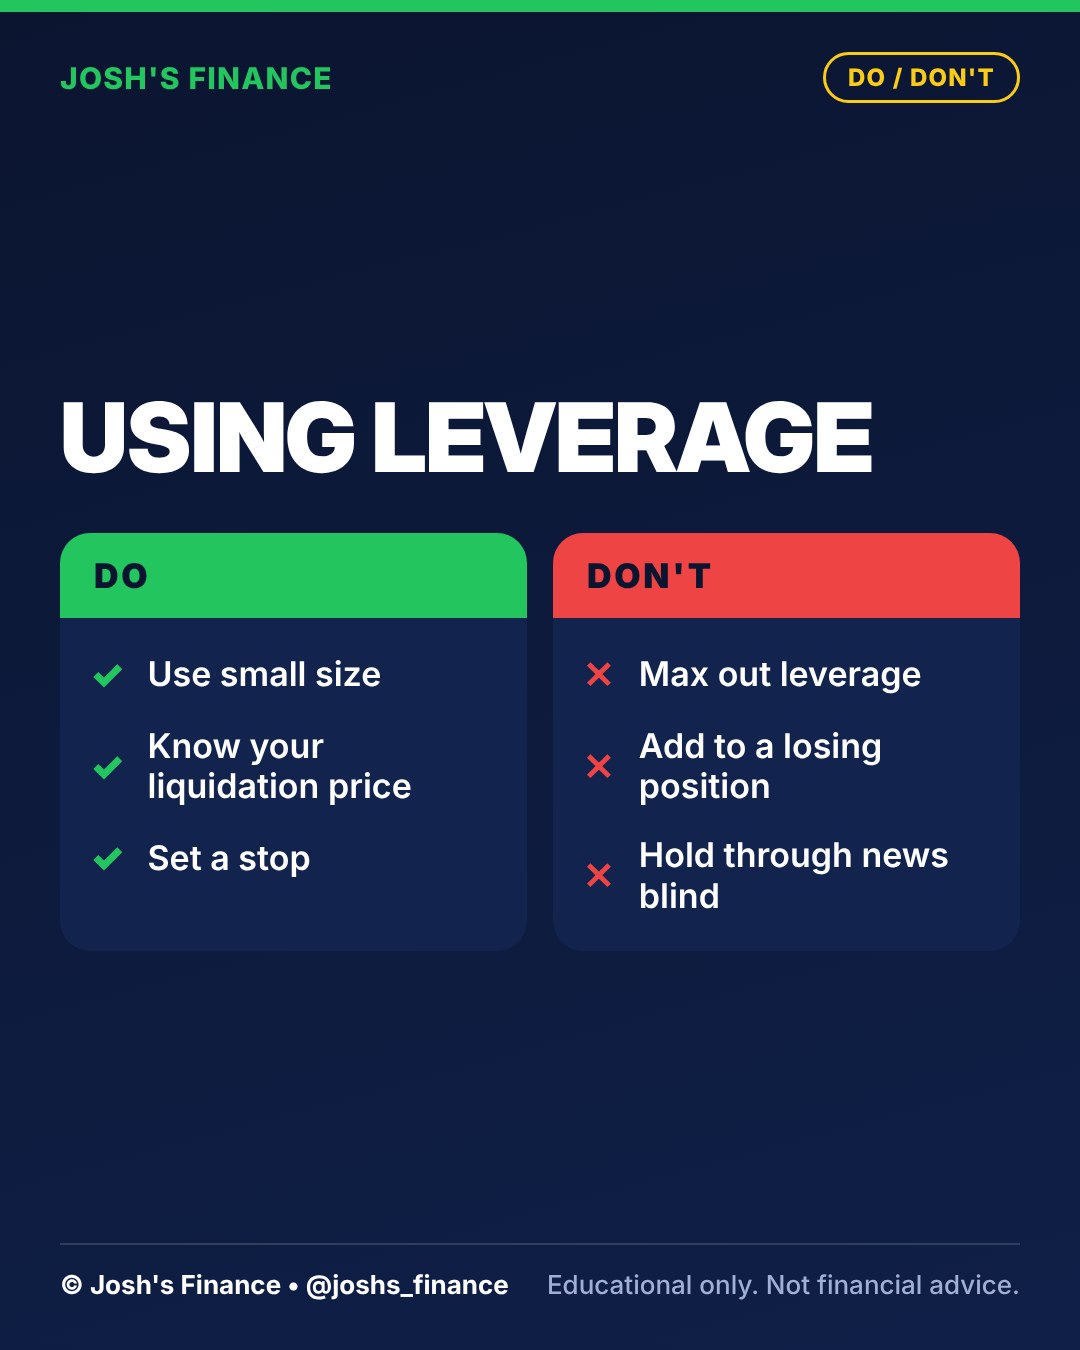 JOSH'S FINANCE
DO / DON'T
USING LEVERAGE
DO
Use small size
Know your
liquidation price
Set a stop
DON'T
Max out leverage
Add to a losing
position
Hold through news
blind
© Josh's Finance • @joshs_finance
Educational only. Not financial advice.